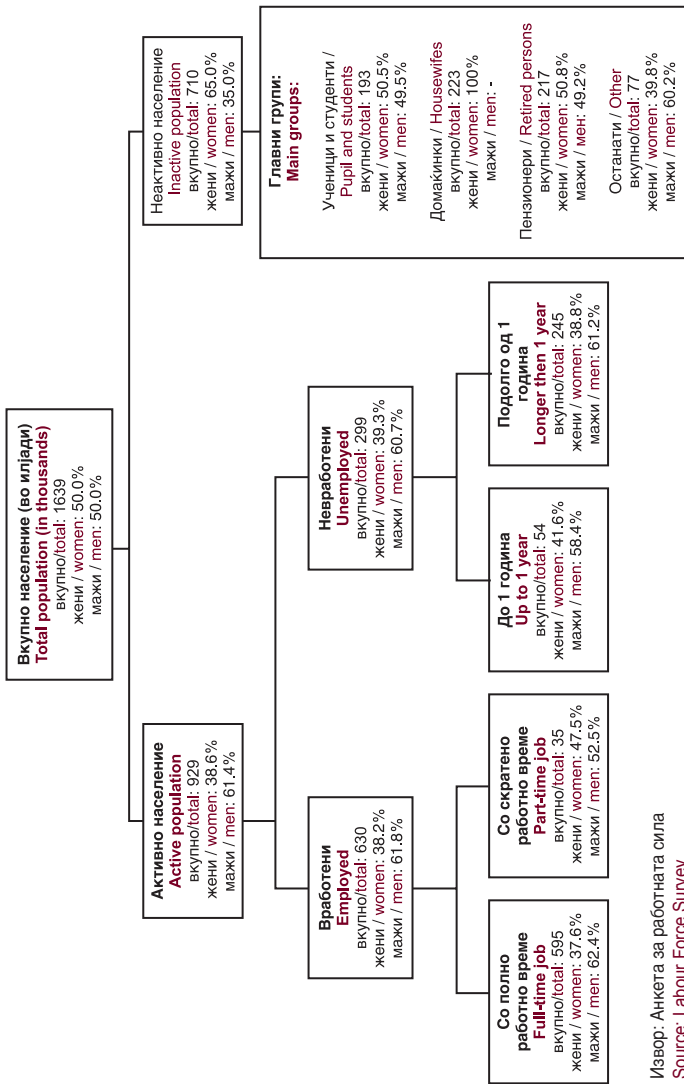 Вкупно население (во илјади)
Total population (in thousands)
вкупно/total: 1639
жени / women: 50.0%
мажи / men: 50.0%
Активно население
Active population
вкупно/total: 929
жени / women: 38.6%
мажи / men: 61.4%
Неактивно население
Inactive population
вкупно/total: 710
жени / women: 65.0%
мажи / men: 35.0%
Вработени
Employed
вкупно/total: 630
жени / women: 38.2%
мажи / men: 61.8%
Невработени
Unemployed
вкупно/total: 299
жени / women: 39.3%
мажи / men: 60.7%
Главни групи:
Main groups:
Ученици и студенти /
Pupil and students
вкупно/total: 193
жени / women: 50.5%
мажи / men: 49.5%
Домаќинки / Housewifes
вкупно/total: 223
жени / women: 100%
мажи / men: -
Пензионери / Retired persons
вкупно/total: 217
жени / women: 50.8%
мажи / меn: 49.2%
Останати / Other
вкупно/total: 77
жени / women: 39.8%
мажи / men: 60.2%
Со полно
работно време
Full-time job
вкупно/total: 595
жени / women: 37.6%
мажи / men: 62.4%
Со скратено
работно време
Part-time job
вкупно/total: 35
жени / women: 47.5%
мажи / men: 52.5%
До 1 година
Up to 1 year
вкупно/total: 54
жени / women: 41.6%
мажи / men: 58.4%
Подолго од 1
година
Longer then 1 year
вкупно/total: 245
жени / women: 38.8%
мажи / men: 61.2%
Извор: Анкета за работната сила
Source: Labour Force Survey